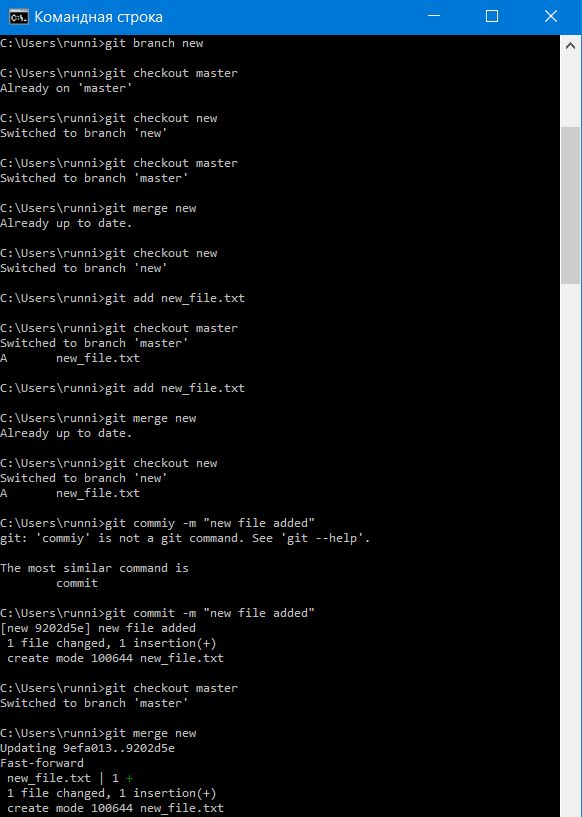 Командная строка
C:\Users\runni>git branch new
C:\Users\runni>git checkout master
Already on 'master'
C:\Users\runni>git checkout new
Switched to branch 'new'
C:\Users\runni>git checkout master
Switched to branch 'master'
C:\Users\runni>git merge new
Already up to date.
C:\Users\runni>git checkout new
Switched to branch 'new'
C:\Users\runni>git add new_file.txt
C:\Users\runni>git checkout master
Switched to branch 'master'
A       new_file.txt
C:\Users\runni>git add new_file.txt
C:\Users\runni>git merge new
Already up to date.
C:\Users\runni>git checkout new
Switched to branch 'new'
A       new_file.txt
C:\Users\runni>git commiy -m "new file added"
git: 'commiy' is not a git command. See 'git --help'.
The most similar command is
        commit
C:\Users\runni>git commit -m "new file added"
[new 9202d5e] new file added
 1 file changed, 1 insertion(+)
 create mode 100644 new_file.txt
C:\Users\runni>git checkout master
Switched to branch 'master'
C:\Users\runni>git merge new
Updating 9efa013..9202d5e
Fast-forward
 new_file.txt | 1 +
 1 file changed, 1 insertion(+)
 create mode 100644 new_file.txt